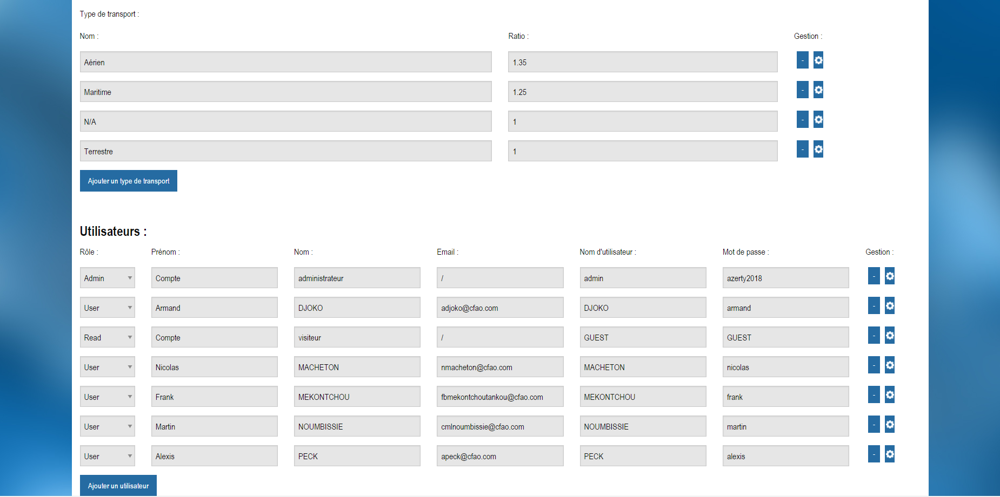 Type de transport :
Nom : Ratio : Gestion :
Aérien 1.35 -
Maritime 1.25 -
N/A 1 -
Terrestre 1 -
Ajouter un type de transport
Utilisateurs :
Rôle : Prénom : Nom : Email : Nom d'utilisateur : Mot de passe : Gestion :
Admin Compte administrateur / admin azerty2018 -
User Armand DJOKO adjoko@cfao.com DJOKO armand -
Read Compte visiteur / GUEST GUEST -
User Nicolas MACHETON nmacheton@cfao.com MACHETON nicolas -
User Frank MEKONTCHOU fbmekontchoutankou@cfao.com MEKONTCHOU frank -
User Martin NOUMBISSIE cmlnoumbissie@cfao.com NOUMBISSIE martin -
User Alexis PECK apeck@cfao.com PECK alexis -
Ajouter un utilisateur